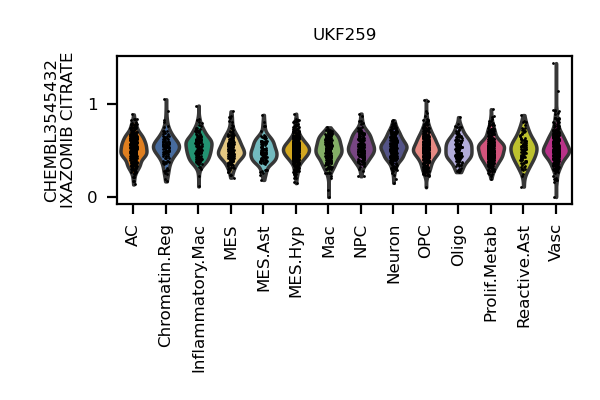 UKF259
CHEMBL3545432
IXAZOMIB CITRATE
1
0
AC
Chromatin.Reg
Inflammatory.Mac
MES
MES.Ast
MES.Hyp
Mac
NPC
Neuron
OPC
Oligo
Prolif.Metab
Reactive.Ast
Vasc